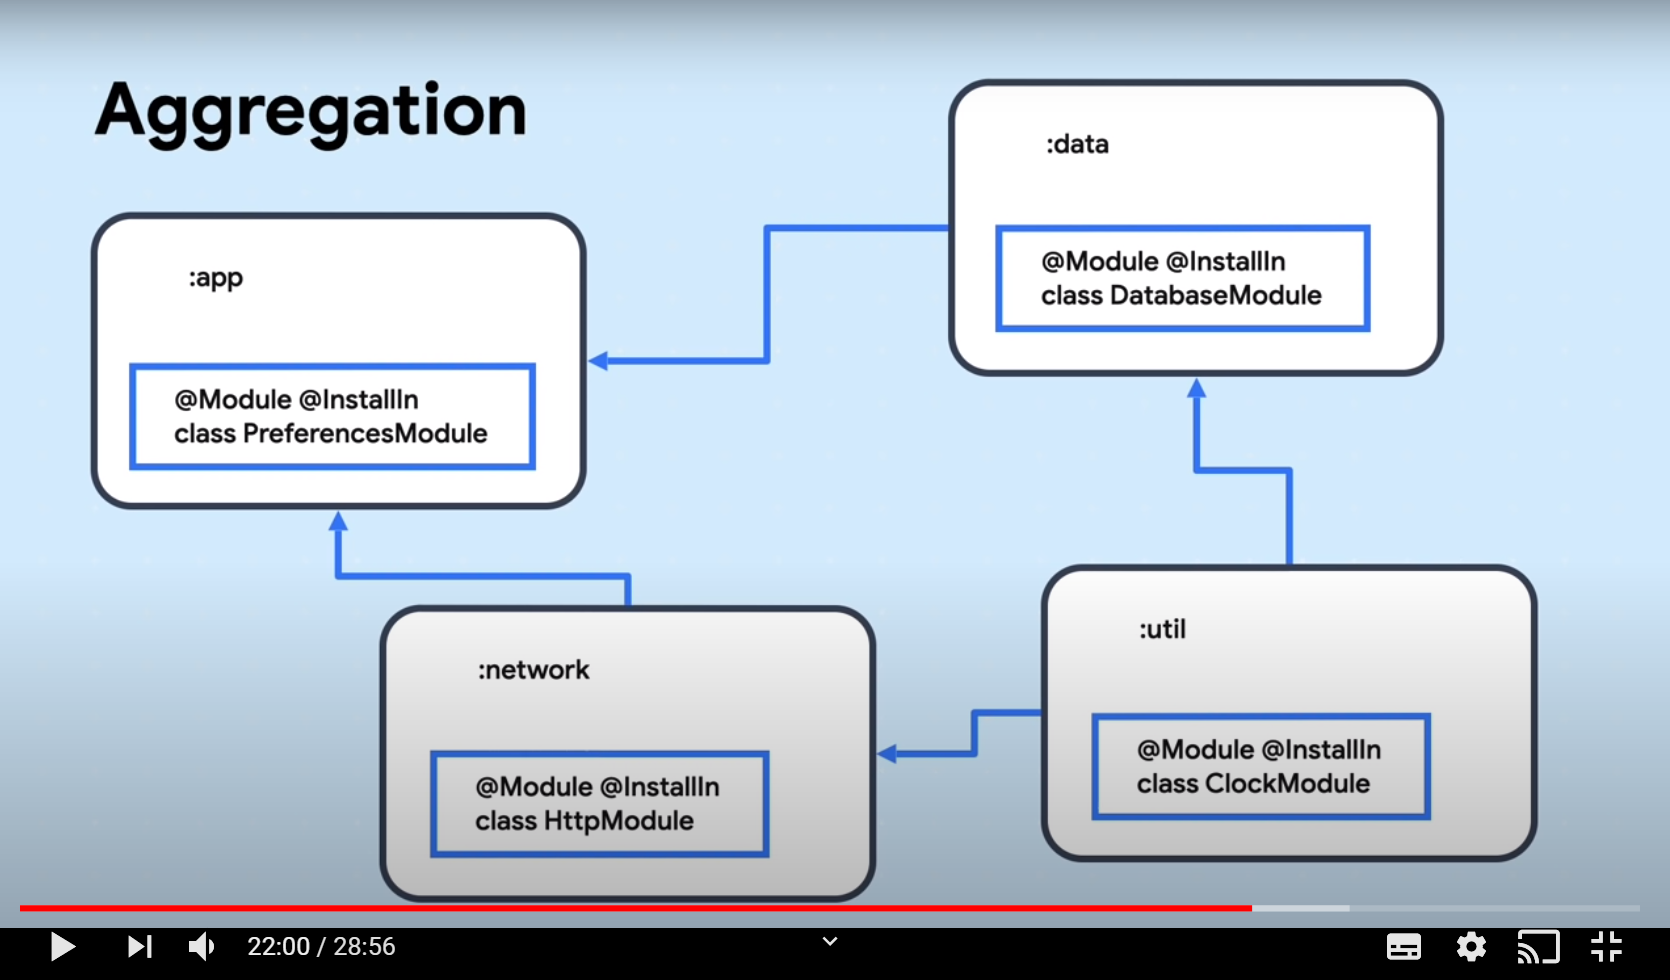 Aggregation
:data
@Module @InstallIn
class DatabaseModule
:app
@Module @InstallIn
class PreferencesModule
:network
@Module @InstallIn
class HttpModule
:util
@Module @InstallIn
class ClockModule
22:00 / 28:56